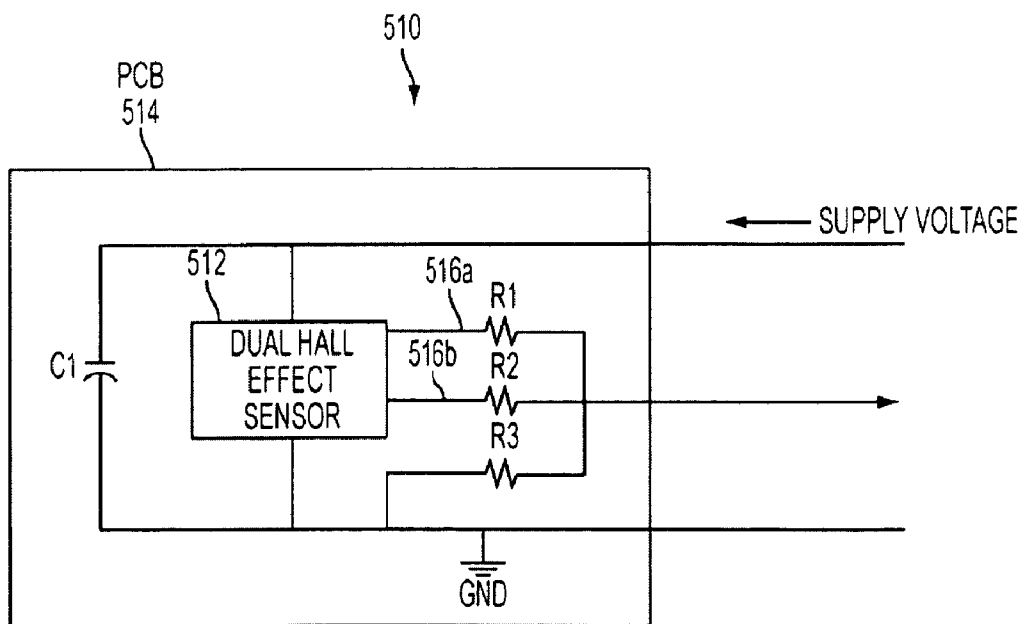 510
PCB
514
SUPPLY VOLTAGE
512
516a
R1
DUAL HALL
EFFECT
SENSOR
516b
R2
C1
R3
GND